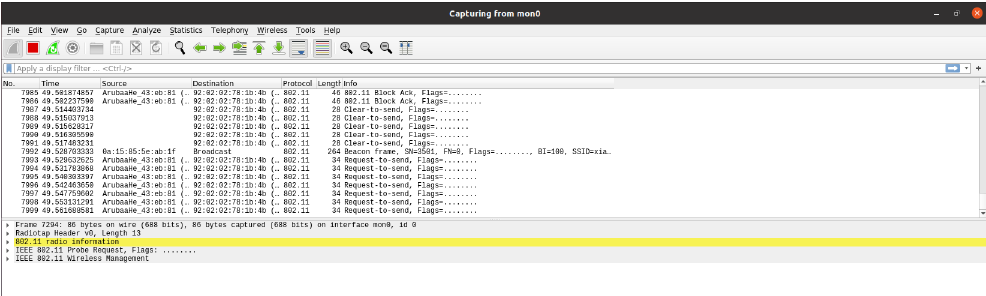 Capturing from mon0
File Edit View Go Capture Analyze Statistics Telephony Wireless Tools Help
Apply a display filter ... <Ctrl-/>
No. Time Source Destination Protocol Length Info
7985 49.501874857 ArubaaHe_43:eb:81 (… 92:02:02:78:1b:4b (… 802.11 46 802.11 Block Ack, Flags=........
7986 49.502237590 ArubaaHe_43:eb:81 (… 92:02:02:78:1b:4b (… 802.11 46 802.11 Block Ack, Flags=........
7987 49.514403734 92:02:02:78:1b:4b (… 802.11 28 Clear-to-send, Flags=........
7988 49.515037913 92:02:02:78:1b:4b (… 802.11 28 Clear-to-send, Flags=........
7989 49.515628317 92:02:02:78:1b:4b (… 802.11 28 Clear-to-send, Flags=........
7990 49.516305590 92:02:02:78:1b:4b (… 802.11 28 Clear-to-send, Flags=........
7991 49.517483231 92:02:02:78:1b:4b (… 802.11 28 Clear-to-send, Flags=........
7992 49.528703333 0a:15:85:5e:ab:1f Broadcast 802.11 264 Beacon frame, SN=3501, FN=0, Flags=........, BI=100, SSID=xia…
7993 49.529632625 ArubaaHe_43:eb:81 (… 92:02:02:78:1b:4b (… 802.11 34 Request-to-send, Flags=........
7994 49.531783868 ArubaaHe_43:eb:81 (… 92:02:02:78:1b:4b (… 802.11 34 Request-to-send, Flags=........
7995 49.540303397 ArubaaHe_43:eb:81 (… 92:02:02:78:1b:4b (… 802.11 34 Request-to-send, Flags=........
7996 49.542463650 ArubaaHe_43:eb:81 (… 92:02:02:78:1b:4b (… 802.11 34 Request-to-send, Flags=........
7997 49.547759602 ArubaaHe_43:eb:81 (… 92:02:02:78:1b:4b (… 802.11 34 Request-to-send, Flags=........
7998 49.553131291 ArubaaHe_43:eb:81 (… 92:02:02:78:1b:4b (… 802.11 34 Request-to-send, Flags=........
7999 49.561688581 ArubaaHe_43:eb:81 (… 92:02:02:78:1b:4b (… 802.11 34 Request-to-send, Flags=........
Frame 7294: 86 bytes on wire (688 bits), 86 bytes captured (688 bits) on interface mon0, id 0
Radiotap Header v0, Length 13
802.11 radio information
IEEE 802.11 Probe Request, Flags: ........
IEEE 802.11 Wireless Management